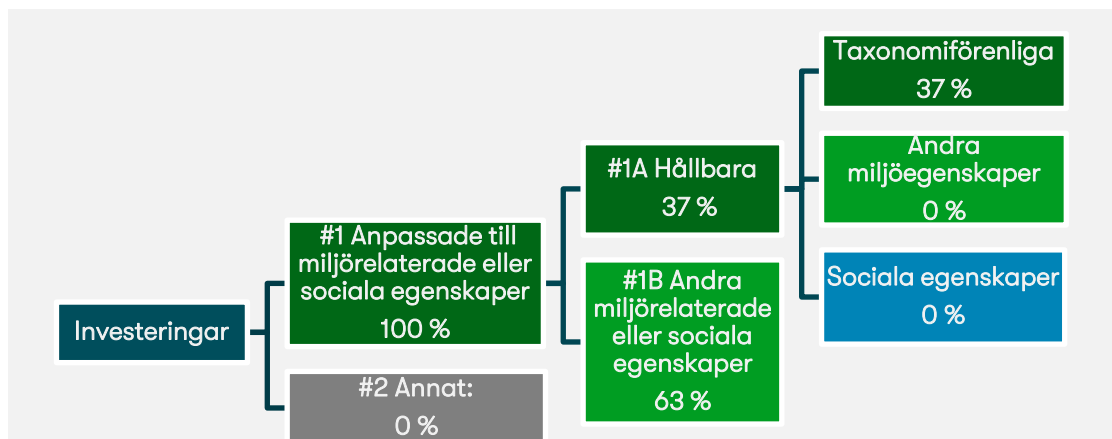 Investeringar
#1 Anpassade till
miljörelaterade eller
sociala egenskaper
100 %
#2 Annat:
0 %
#1A Hållbara
37 %
#1B Andra
miljörelaterade
eller sociala
egenskaper
63 %
Taxonomiförenliga
37 %
Andra
miljöegenskaper
0 %
Sociala egenskaper
0 %